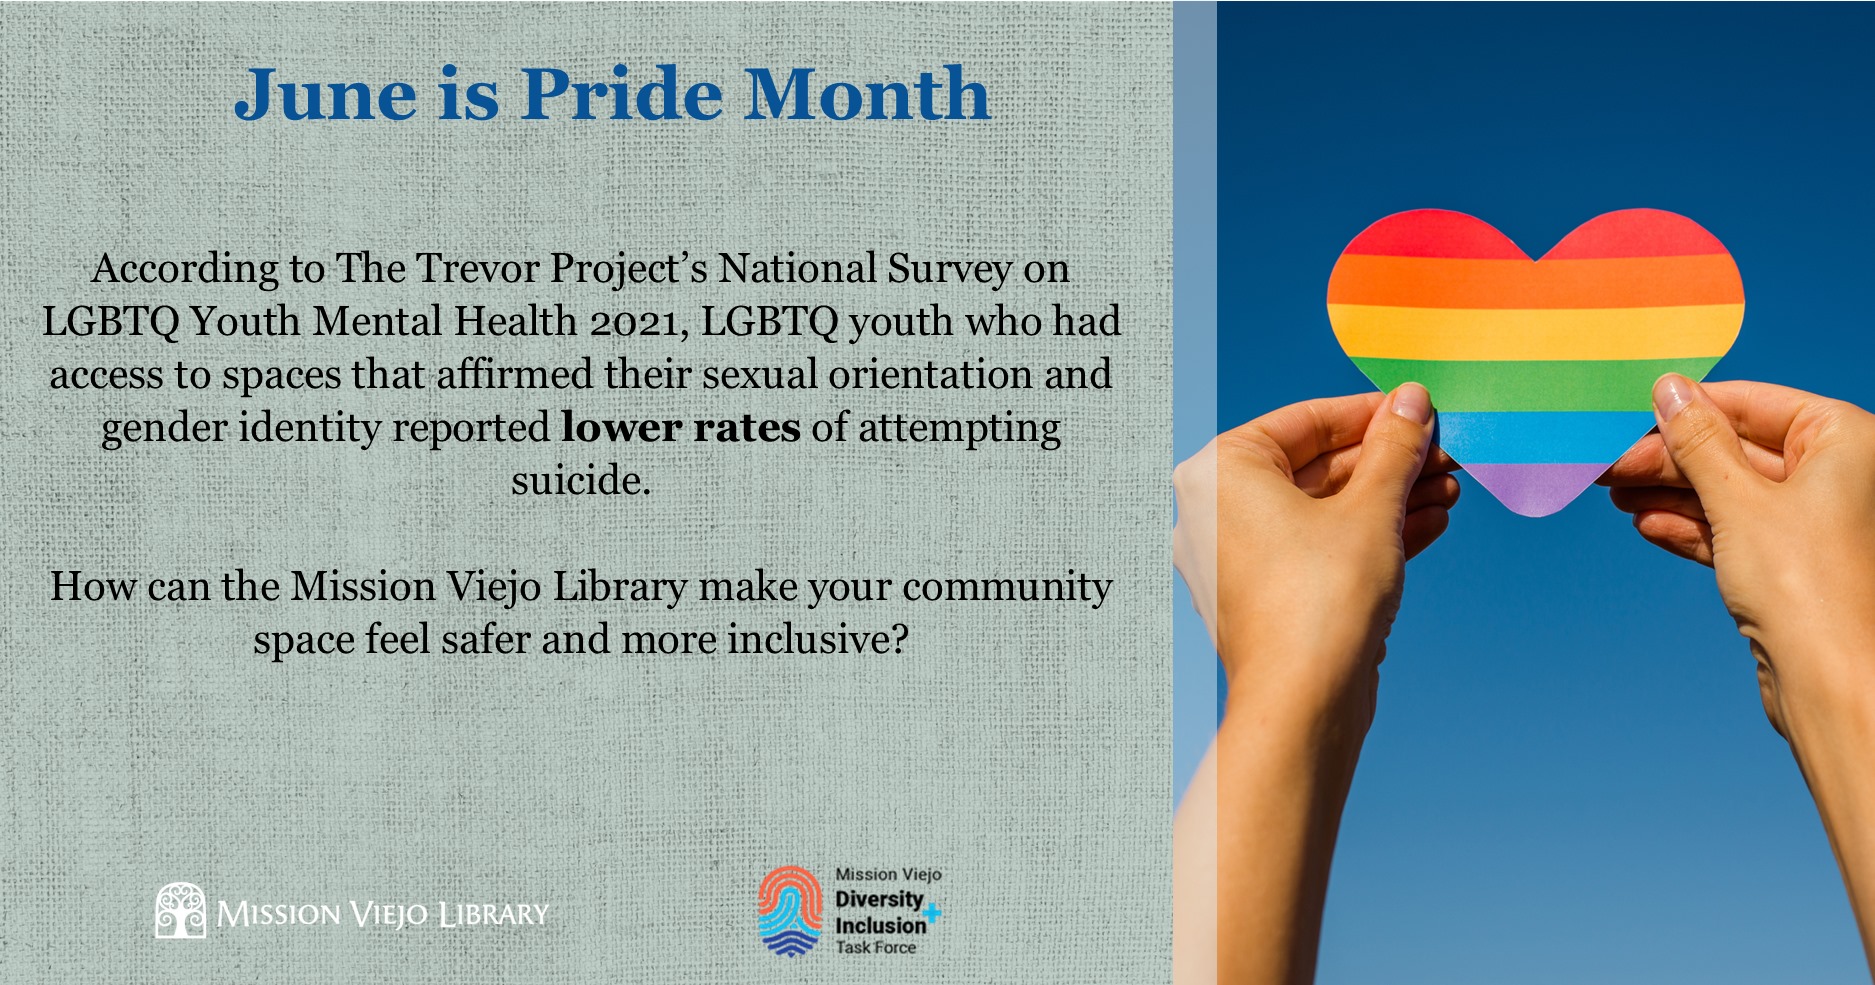 June is Pride Month
According to The Trevor Project’s National Survey on
LGBTQ Youth Mental Health 2021, LGBTQ youth who had
access to spaces that affirmed their sexual orientation and
gender identity reported lower rates of attempting
suicide.
How can the Mission Viejo Library make your community
space feel safer and more inclusive?
Mission Viejo Library
Mission Viejo
Diversity
Inclusion+
Task Force